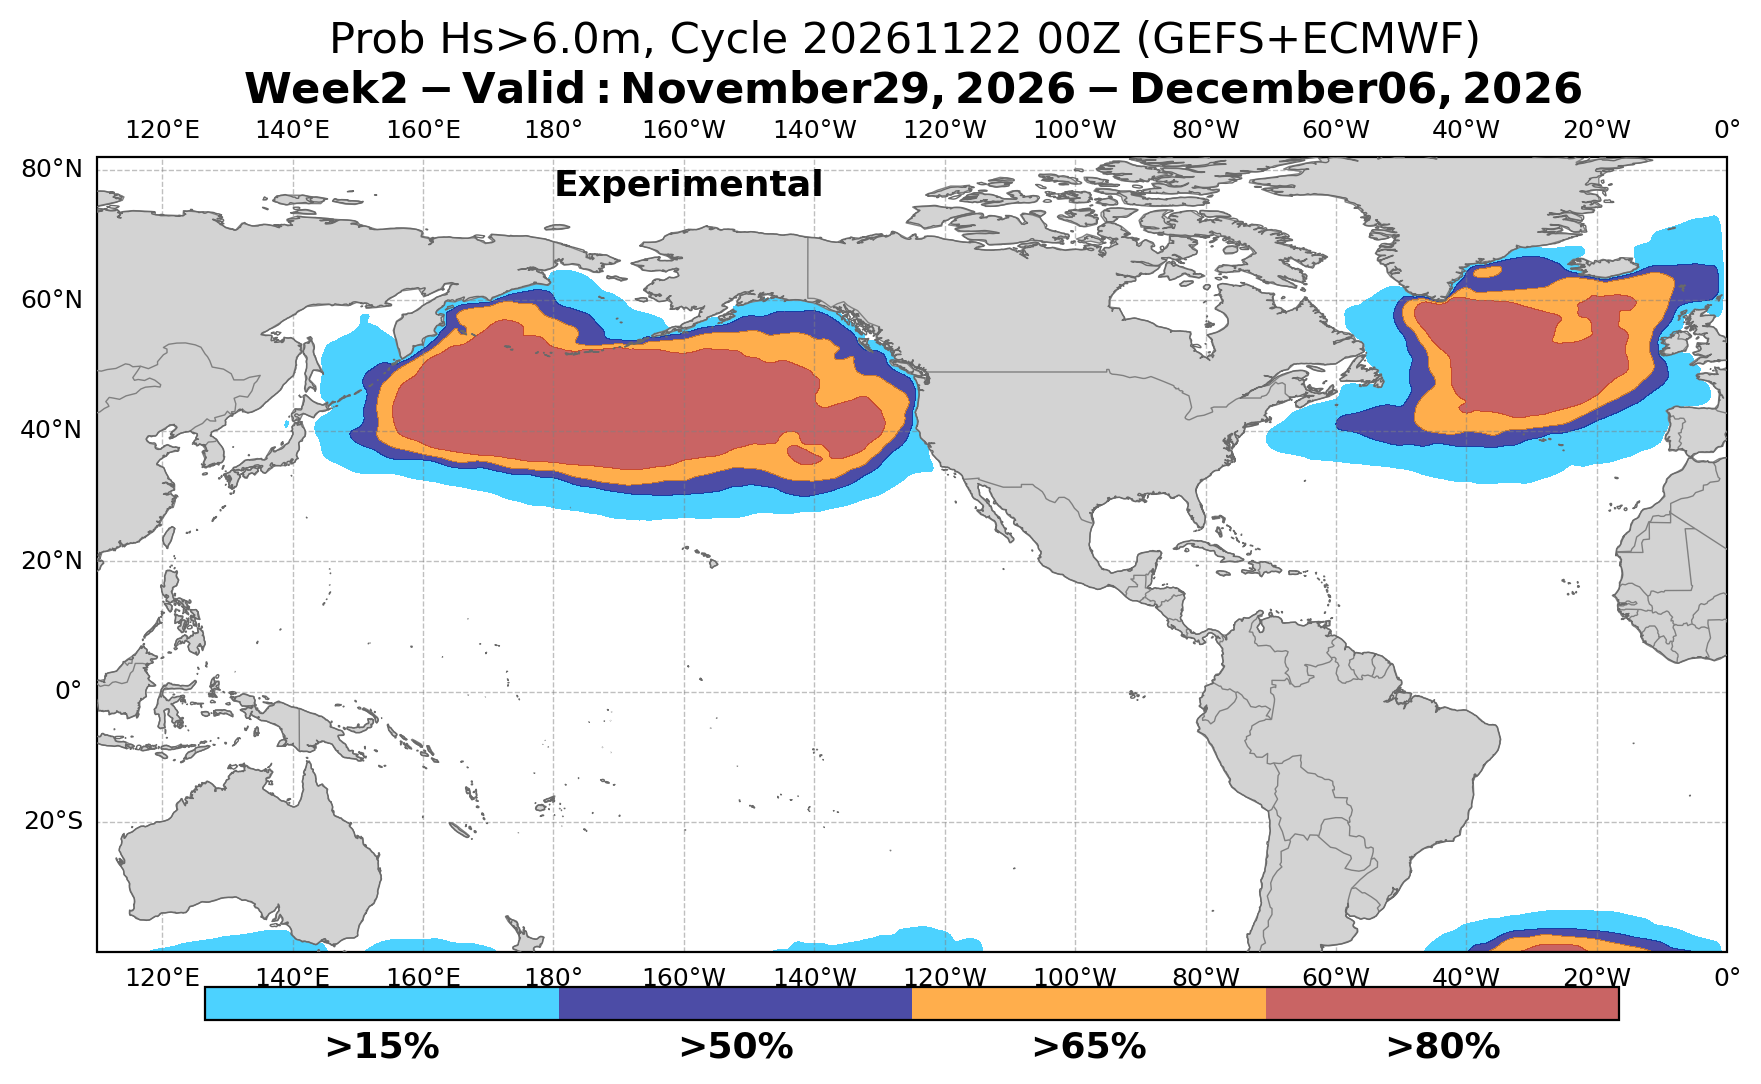 Prob Hs>6.0m, Cycle 20261122 00Z (GEFS+ECMWF)
Week2 − Valid : November29, 2026 − December06, 2026
120°E 140°E 160°E 180° 160°W 140°W 120°W 100°W 80°W 60°W 40°W 20°W 0°
80°N
Experimental
60°N
40°N
20°N
0°
20°S
120°E 140°E 160°E 180° 160°W 140°W 120°W 100°W 80°W 60°W 40°W 20°W 0°
>15% >50% >65% >80%